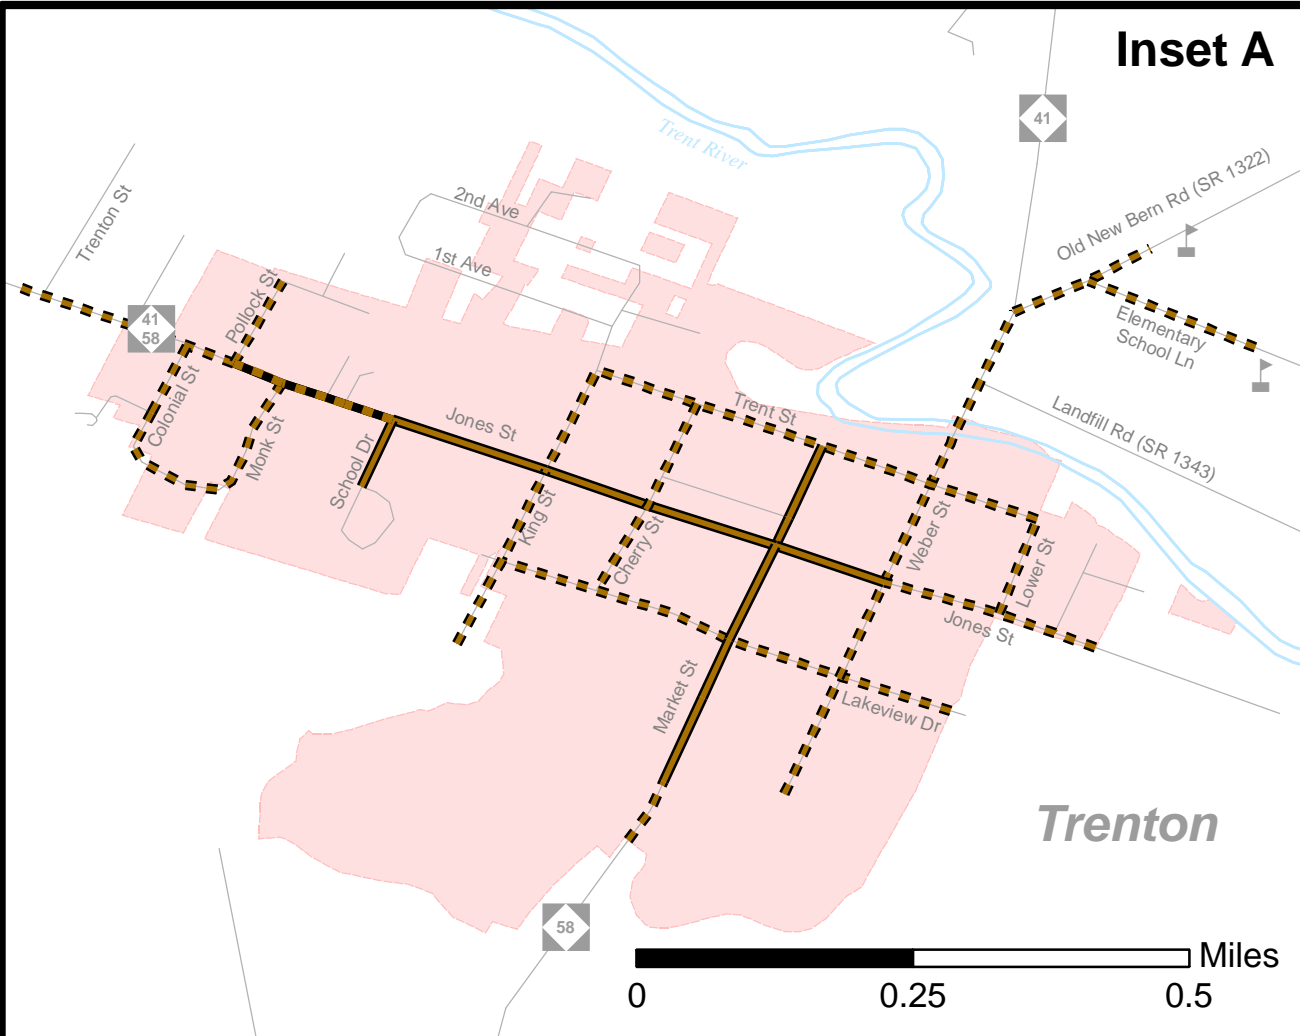 Inset A
41
Trent River
Old New Bern Rd (SR 1322)
2nd Ave
Trenton St
1st Ave
Pollock St
41
58
Elementary
School Ln
Colonial St
Monk St
School Dr
Jones St
Trent St
Landfill Rd (SR 1343)
King St
Cherry St
Weber St
Lower St
Jones St
Market St
Lakeview Dr
Trenton
58
Miles
0
0.25
0.5